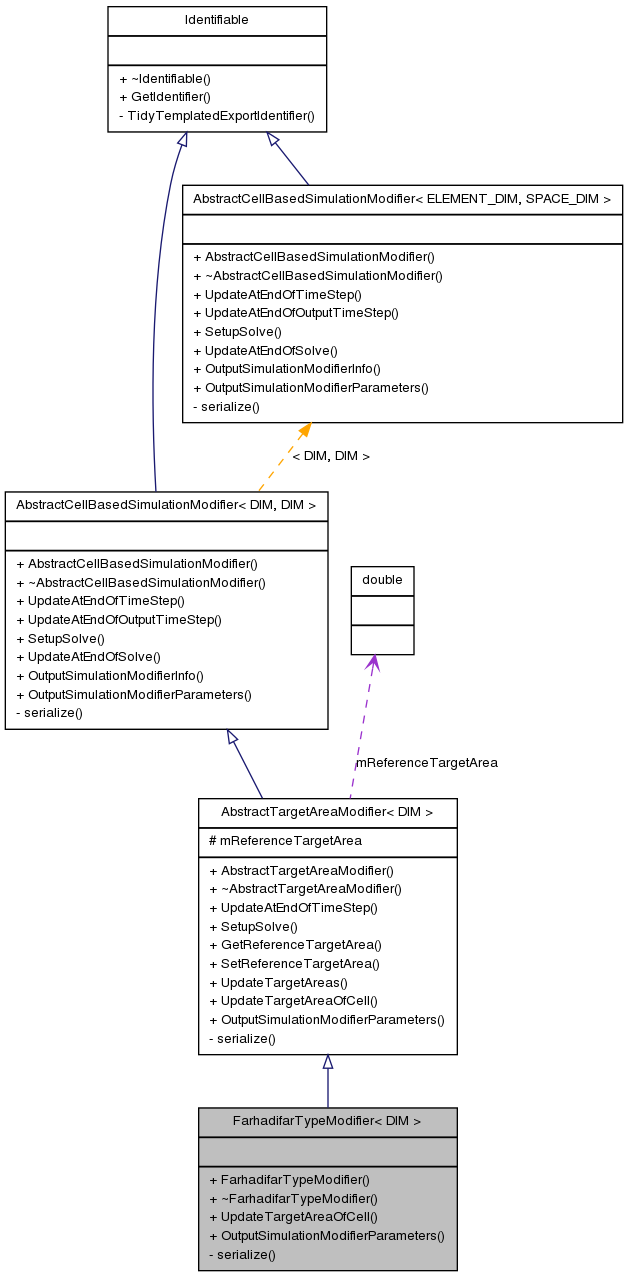 Identifiable
+ ~Identifiable()
+ GetIdentifier()
- TidyTemplatedExportIdentifier()
AbstractCellBasedSimulationModifier< ELEMENT_DIM, SPACE_DIM >
+ AbstractCellBasedSimulationModifier()
+ ~AbstractCellBasedSimulationModifier()
+ UpdateAtEndOfTimeStep()
+ UpdateAtEndOfOutputTimeStep()
+ SetupSolve()
+ UpdateAtEndOfSolve()
+ OutputSimulationModifierInfo()
+ OutputSimulationModifierParameters()
- serialize()
< DIM, DIM >
AbstractCellBasedSimulationModifier< DIM, DIM >
+ AbstractCellBasedSimulationModifier()
+ ~AbstractCellBasedSimulationModifier()
+ UpdateAtEndOfTimeStep()
+ UpdateAtEndOfOutputTimeStep()
+ SetupSolve()
+ UpdateAtEndOfSolve()
+ OutputSimulationModifierInfo()
+ OutputSimulationModifierParameters()
- serialize()
double
mReferenceTargetArea
AbstractTargetAreaModifier< DIM >
# mReferenceTargetArea
+ AbstractTargetAreaModifier()
+ ~AbstractTargetAreaModifier()
+ UpdateAtEndOfTimeStep()
+ SetupSolve()
+ GetReferenceTargetArea()
+ SetReferenceTargetArea()
+ UpdateTargetAreas()
+ UpdateTargetAreaOfCell()
+ OutputSimulationModifierParameters()
- serialize()
FarhadifarTypeModifier< DIM >
+ FarhadifarTypeModifier()
+ ~FarhadifarTypeModifier()
+ UpdateTargetAreaOfCell()
+ OutputSimulationModifierParameters()
- serialize()